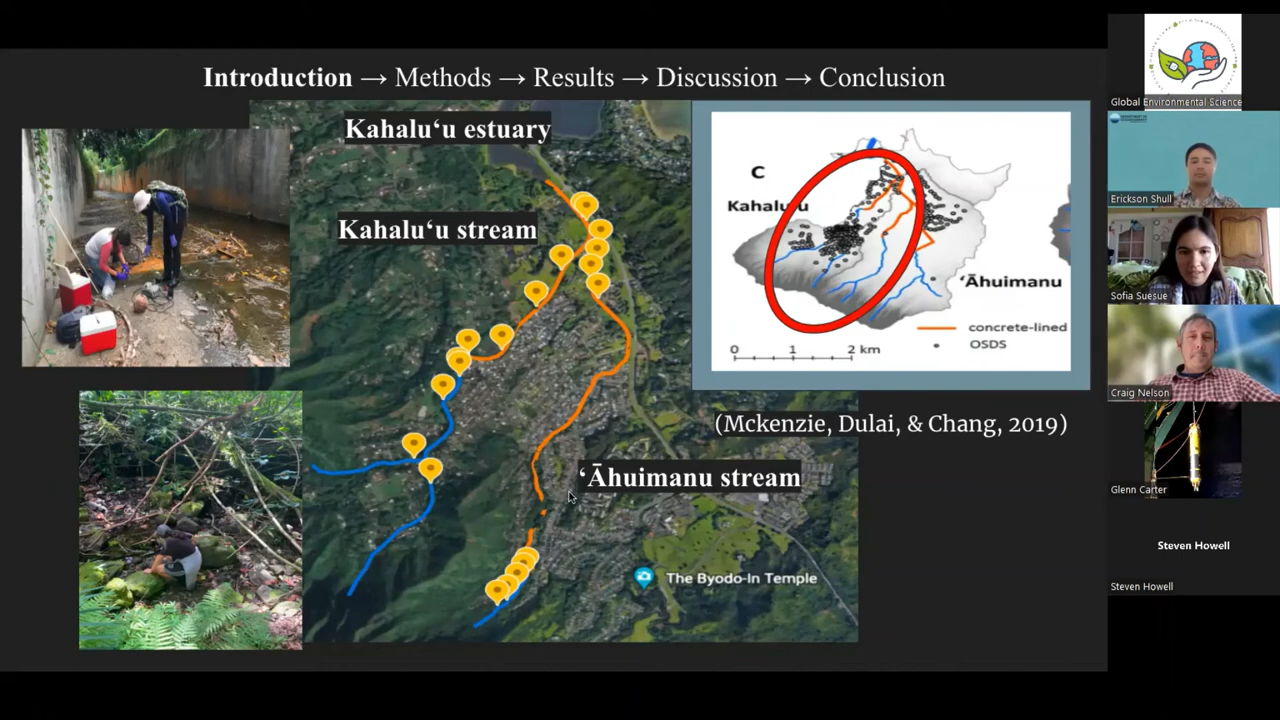 Introduction → Methods → Results → Discussion → Conclusion
Kahaluʻu estuary
Kahaluʻu stream
ʻĀhuimanu stream
The Byodo-In Temple
C
Kahaluʻu
ʻĀhuimanu
concrete-lined
OSDS
0 1 2 km
(Mckenzie, Dulai, & Chang, 2019)
Global Environmental Science
Erickson Shull
Sofia Suesue
Craig Nelson
Glenn Carter
Steven Howell
Steven Howell